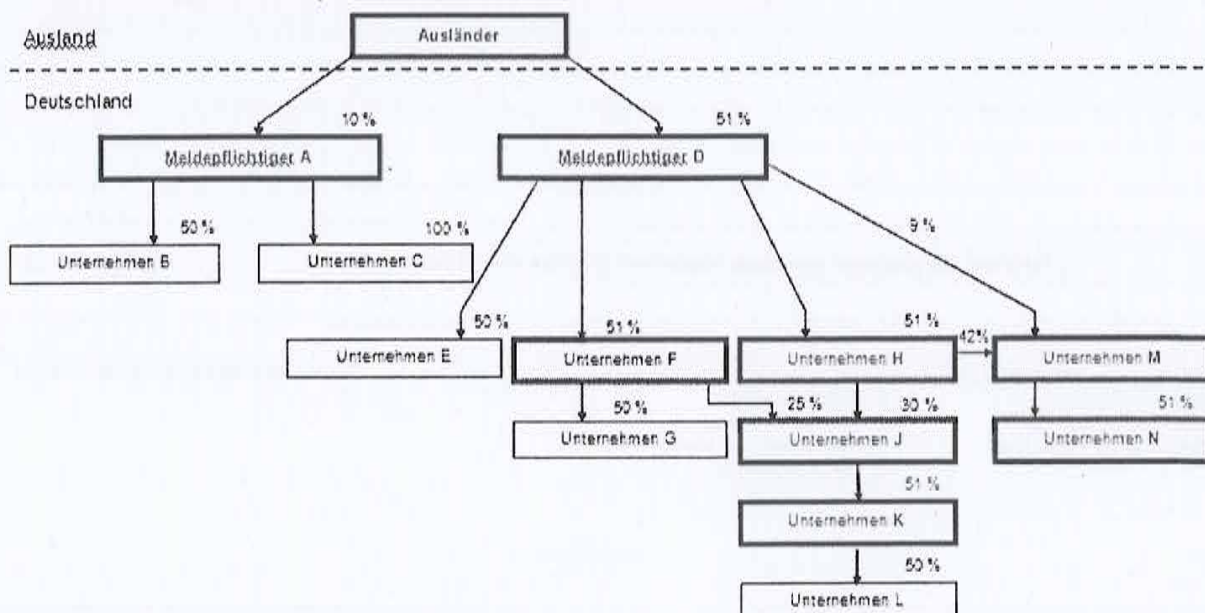 Ausland
Ausländer
Deutschland
10 %
51 %
Meldepflichtiger A
Meldepflichtiger D
50 %
100 %
9 %
Unternehmen B
Unternehmen C
50 %
51 %
51 %
42%
Unternehmen E
Unternehmen F
Unternehmen H
Unternehmen M
50 %
25 %
30 %
51 %
Unternehmen G
Unternehmen J
Unternehmen N
51 %
Unternehmen K
50 %
Unternehmen L